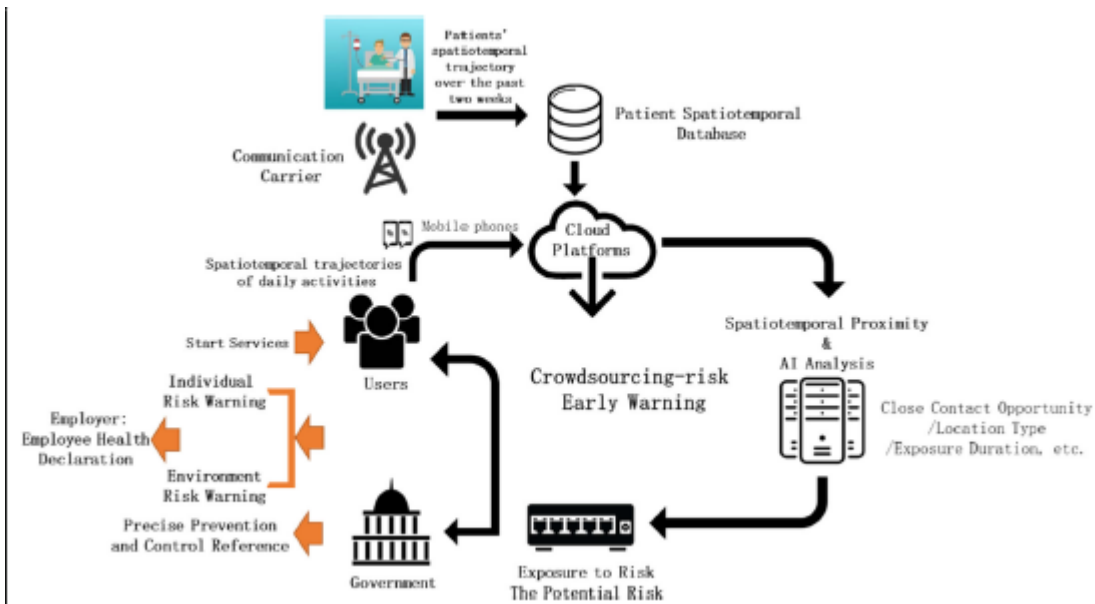 Patients'
spatiotemporal
trajectory
over the past
two weeks
Patient Spatiotemporal
Database
Communication
Carrier
Mobile phones
Cloud
Platforms
Spatiotemporal trajectories
of daily activities
Spatiotemporal Proximity
&
AI Analysis
Start Services
Users
Crowdsourcing-risk
Early Warning
Individual
Risk Warning
Close Contact Opportunity
/Location Type
/Exposure Duration, etc.
Employer:
Employee Health
Declaration
Environment
Risk Warning
Precise Prevention
and Control Reference
Government
Exposure to Risk
The Potential Risk